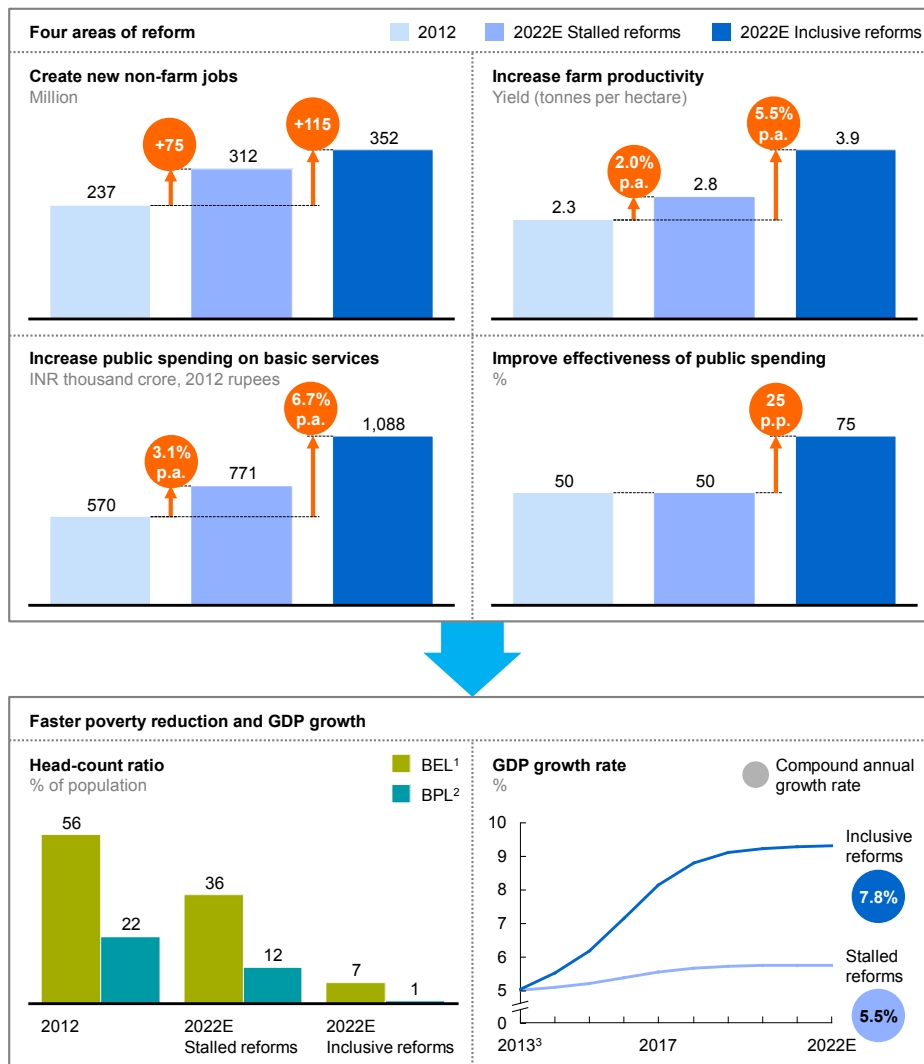 Four areas of reform
2012
2022E Stalled reforms
2022E Inclusive reforms
Create new non-farm jobs
Million
237
+75
312
+115
352
Increase farm productivity
Yield (tonnes per hectare)
2.3
2.0%
p.a.
2.8
5.5%
p.a.
3.9
Increase public spending on basic services
INR thousand crore, 2012 rupees
570
3.1%
p.a.
771
6.7%
p.a.
1,088
Improve effectiveness of public spending
%
50
50
25
p.p.
75
Faster poverty reduction and GDP growth
Head-count ratio
% of population
BEL¹
BPL²
56
22
36
12
7
1
2012
2022E
Stalled reforms
2022E
Inclusive reforms
GDP growth rate
%
Compound annual
growth rate
10
9
8
7
6
5
0
2013³
2017
2022E
Inclusive
reforms
7.8%
Stalled
reforms
5.5%